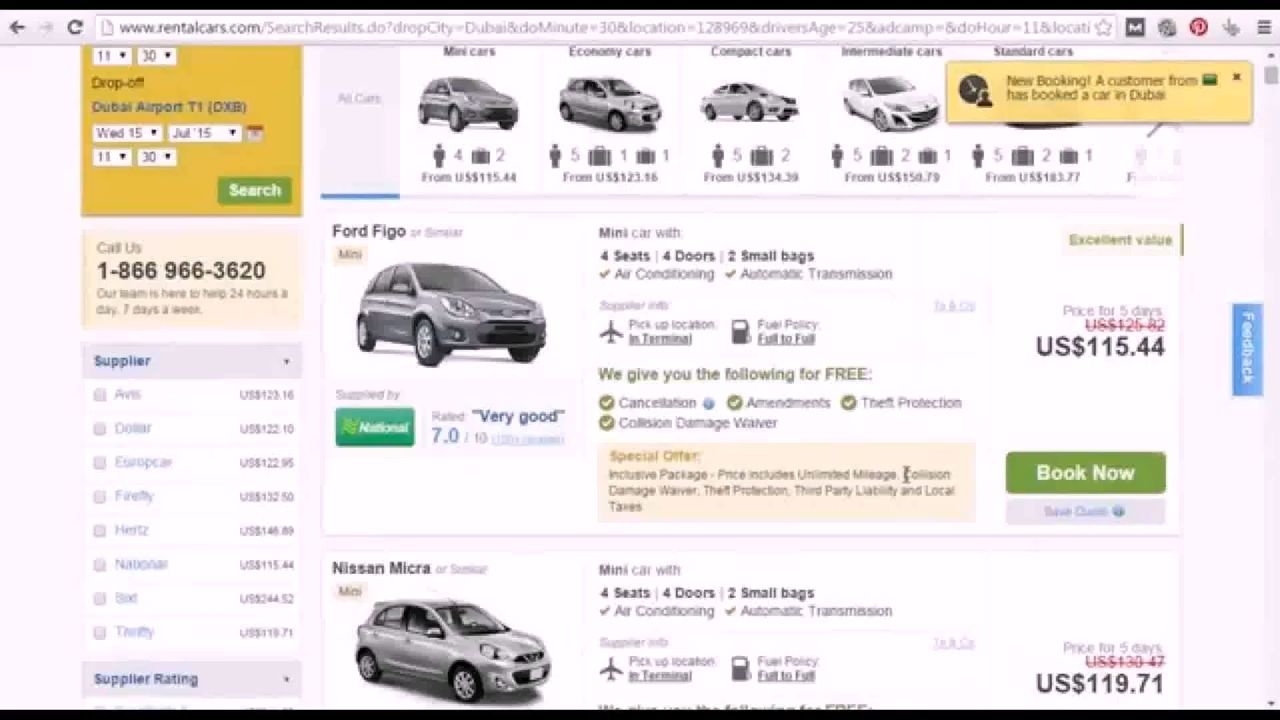 www.rentalcars.com/SearchResults.do?dropCity=Dubai&doMinute=30&location=128969&driversAge=25&adcamp=&doHour=11&locati
11 30
Drop-off
Dubai Airport T1 (DXB)
Wed 15 Jul '15
11 30
Search
Call Us
1-866 966-3620
Our team is here to help 24 hours a
day, 7 days a week.
Supplier
Avis US$123.16
Dollar US$122.10
Europcar US$122.95
Firefly US$132.50
Hertz US$146.89
National US$115.44
Sixt US$244.52
Thrifty US$119.71
Supplier Rating
All Cars
Mini cars
4 2
From US$115.44
Economy cars
5 1 1
From US$123.16
Compact cars
5 2
From US$134.39
Intermediate cars
5 2 1
From US$150.79
Standard cars
5 2 1
From US$183.77
New Booking! A customer from
has booked a car in Dubai
Ford Figo or Similar
Mini
Mini car with:
4 Seats | 4 Doors | 2 Small bags
Air Conditioning Automatic Transmission
Excellent value
Supplier info: Ts & Cs
Pick up location:
In Terminal
Fuel Policy:
Full to Full
Price for 5 days:
US$125.82
US$115.44
We give you the following for FREE:
Cancellation Amendments Theft Protection
Collision Damage Waiver
Supplied by:
National
Rated: "Very good"
7.0 / 10
Special Offer:
Inclusive Package - Price includes Unlimited Mileage, Collision
Damage Waiver, Theft Protection, Third Party Liability and Local
Taxes
Book Now
Save Quote
Feedback
Nissan Micra or Similar
Mini
Mini car with:
4 Seats | 4 Doors | 2 Small bags
Air Conditioning Automatic Transmission
Supplier info: Ts & Cs
Pick up location:
In Terminal
Fuel Policy:
Full to Full
Price for 5 days:
US$130.47
US$119.71
We give you the following for FREE: